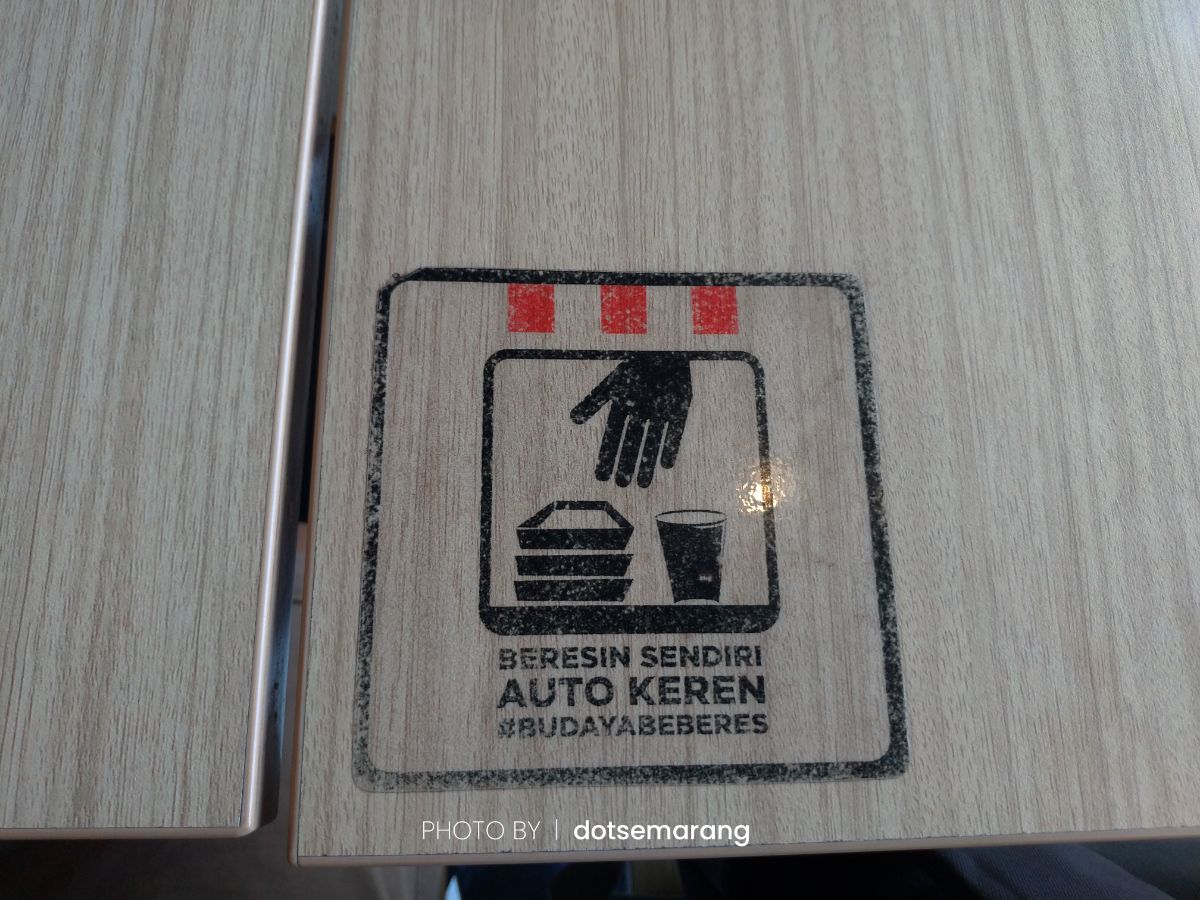 BERESIN SENDIRI
AUTO KEREN
#BUDAYABEBERES
PHOTO BY | dotsemarang